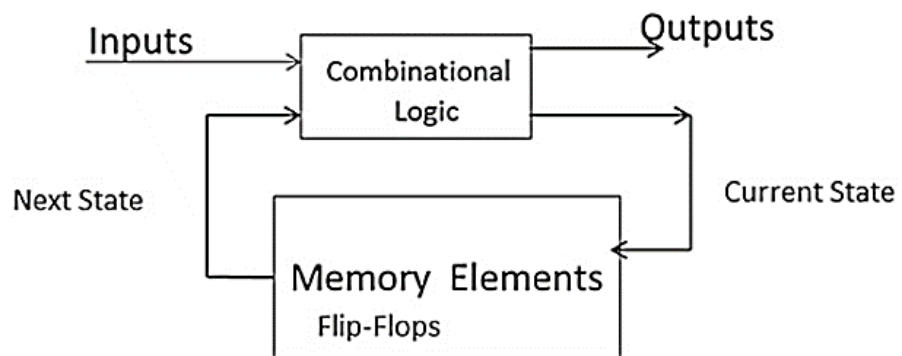 Inputs
Outputs
Combinational
Logic
Next State
Current State
Memory Elements
Flip-Flops